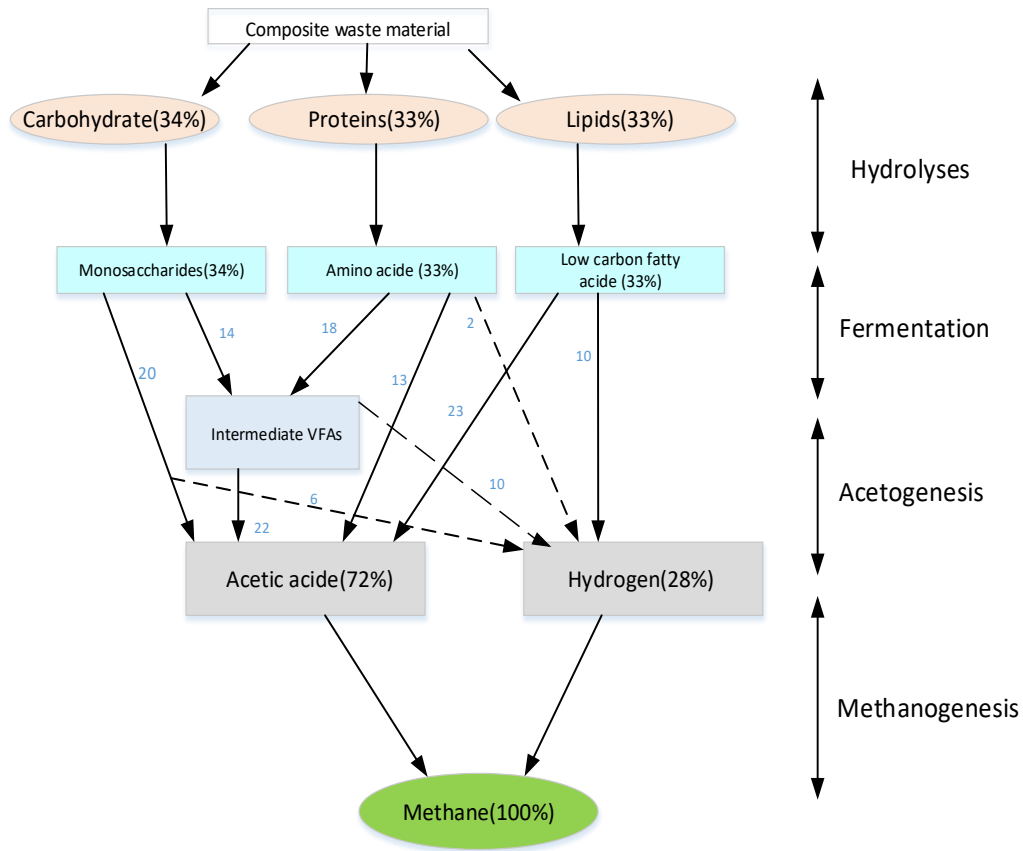 Composite waste material
Carbohydrate(34%)
Proteins(33%)
Lipids(33%)
Hydrolyses
Monosaccharides(34%)
Amino acide (33%)
Low carbon fatty
acide (33%)
14
18
2
10
Fermentation
20
13
23
Intermediate VFAs
6
10
Acetogenesis
22
Acetic acide(72%)
Hydrogen(28%)
Methanogenesis
Methane(100%)